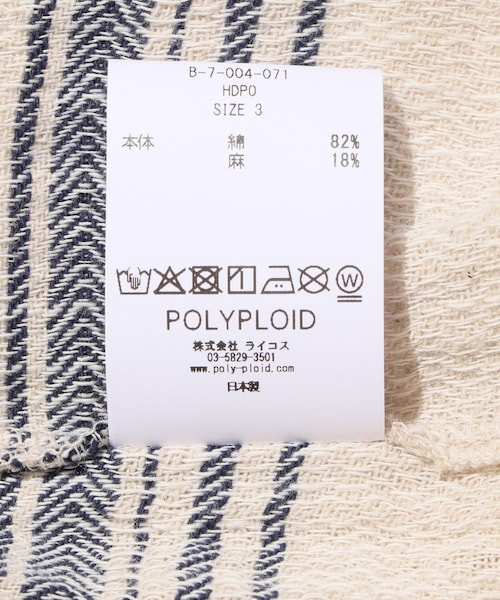 B-7-004-071
HDPO
SIZE 3
本体 綿 82%
麻 18%
W
POLYPLOID
株式会社 ライコス
03-5829-3501
www.poly-ploid.com
日本製